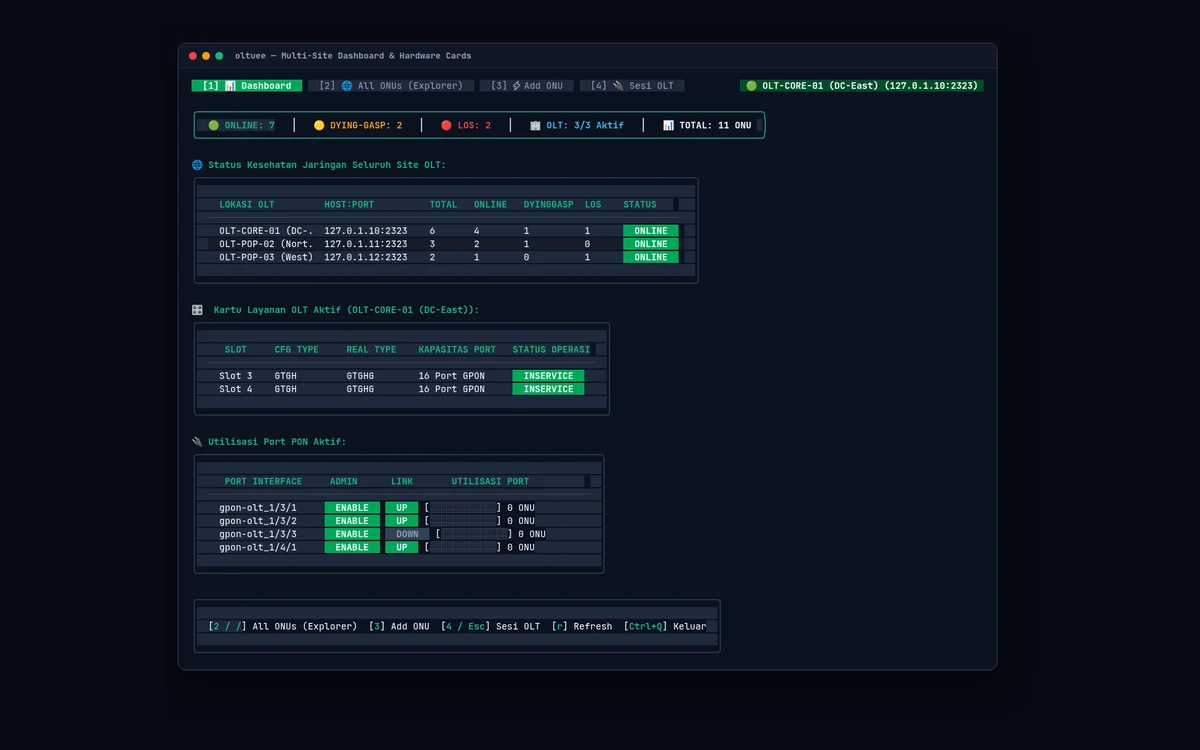 oltuee — Multi-Site Dashboard & Hardware Cards
[1] 📊 Dashboard [2] 🌐 All ONUs (Explorer) [3] ⚡ Add ONU [4] 🔌 Sesi OLT 🟢 OLT-CORE-01 (DC-East) (127.0.1.10:2323)
🟢 ONLINE: 7 | 🟡 DYING-GASP: 2 | 🔴 LOS: 2 | 🏢 OLT: 3/3 Aktif | 📊 TOTAL: 11 ONU
🌐 Status Kesehatan Jaringan Seluruh Site OLT:
LOKASI OLT HOST:PORT TOTAL ONLINE DYINGGASP LOS STATUS
OLT-CORE-01 (DC-. 127.0.1.10:2323 6 4 1 1 ONLINE
OLT-POP-02 (Nort. 127.0.1.11:2323 3 2 1 0 ONLINE
OLT-POP-03 (West) 127.0.1.12:2323 2 1 0 1 ONLINE
🎛 Kartu Layanan OLT Aktif (OLT-CORE-01 (DC-East)):
SLOT CFG TYPE REAL TYPE KAPASITAS PORT STATUS OPERASI
Slot 3 GTGH GTGHG 16 Port GPON INSERVICE
Slot 4 GTGH GTGHG 16 Port GPON INSERVICE
🔌 Utilisasi Port PON Aktif:
PORT INTERFACE ADMIN LINK UTILISASI PORT
gpon-olt_1/3/1 ENABLE UP [░░░░░░░░░░░░] 0 ONU
gpon-olt_1/3/2 ENABLE UP [░░░░░░░░░░░░] 0 ONU
gpon-olt_1/3/3 ENABLE DOWN [░░░░░░░░░░░░] 0 ONU
gpon-olt_1/4/1 ENABLE UP [░░░░░░░░░░░░] 0 ONU
[2 / /] All ONUs (Explorer) [3] Add ONU [4 / Esc] Sesi OLT [r] Refresh [Ctrl+Q] Keluar